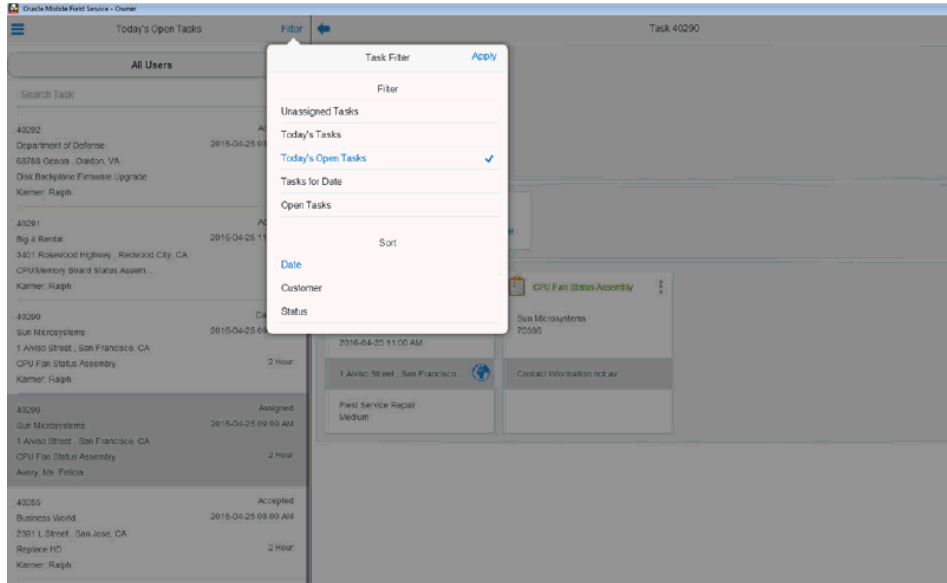 Oracle Mobile Field Service - Owner
Today's Open Tasks
Filter
Task 40290
All Users
Search Task
Task Filter
Apply
Filter
Unassigned Tasks
Today's Tasks
Today's Open Tasks
Tasks for Date
Open Tasks
Sort
Date
Customer
Status
40292
Department of Defense
2016-04-25 03
68768 Genoa , Oakton, VA
Disk Backplane Firmware Upgrade
Karmer, Ralph
40291
Big 4 Rental
2016-04-25 11
3401 Rosewood Highway , Redwood City, CA
CPU/Memory Board Status Assem...
Karmer, Ralph
40290
Ca
Sun Microsystems
2016-04-25 09
1 Alviso Street , San Francisco, CA
CPU Fan Status Assembly
2 Hour
Karmer, Ralph
40290
Assigned
Sun Microsystems
2016-04-25 09:00 AM
1 Alviso Street , San Francisco, CA
CPU Fan Status Assembly
2 Hour
Avery, Ms. Felicia
40285
Accepted
Business World
2016-04-25 08:00 AM
2391 L Street , San Jose, CA
Replace HD
2 Hour
Karmer, Ralph
2016-04-25 11:00 AM
1 Alviso Street , San Francisco...
Field Service Repair
Medium
CPU Fan Status Assembly
Sun Microsystems
Contact information not av